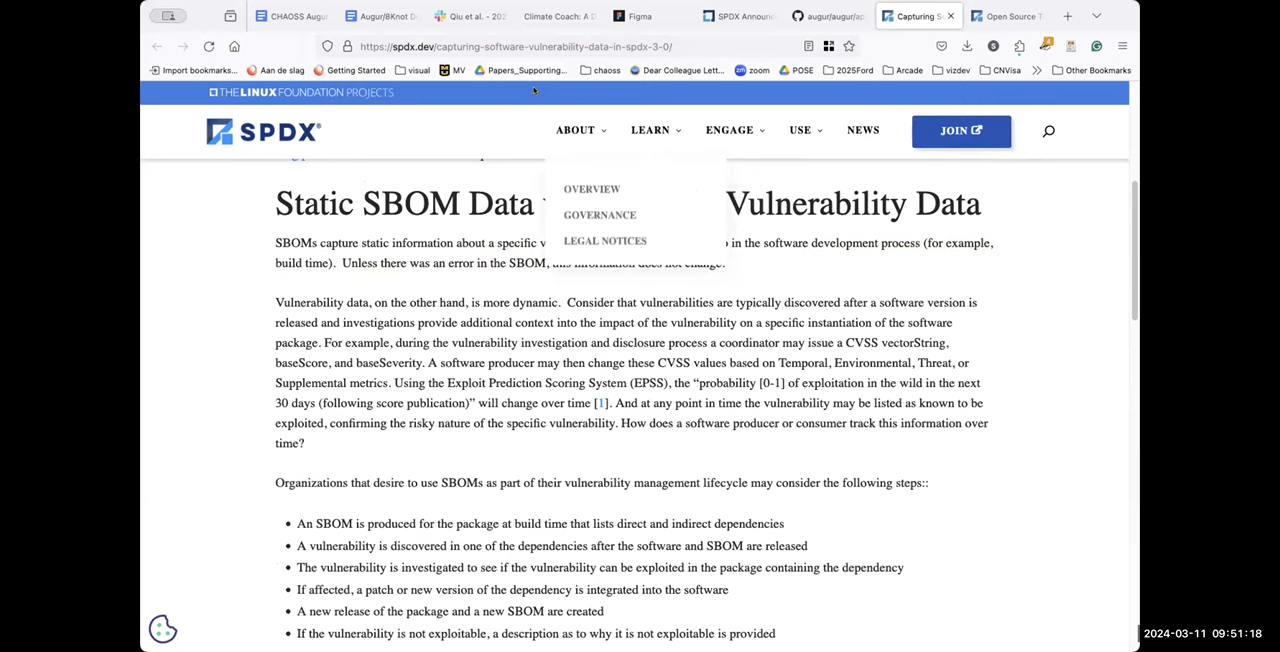 CHAOSS Augur
Augur/8Knot D
Qiu et al. - 202
Climate Coach: A D
Figma
SPDX Announ
augur/augur/ap
Capturing S
Open Source T
https://spdx.dev/capturing-software-vulnerability-data-in-spdx-3-0/
Import bookmarks...
Aan de slag
Getting Started
visual
MV
Papers_Supporting...
chaoss
Dear Colleague Lett...
zoom
POSE
2025Ford
Arcade
vizdev
CNVisa
Other Bookmarks
THE LINUX FOUNDATION PROJECTS
SPDX
ABOUT
LEARN
ENGAGE
USE
NEWS
JOIN
OVERVIEW
GOVERNANCE
LEGAL NOTICES
Static SBOM Data Vulnerability Data
SBOMs capture static information about a specific in the software development process (for example,
build time). Unless there was an error in the SBOM, this information does not change.
Vulnerability data, on the other hand, is more dynamic. Consider that vulnerabilities are typically discovered after a software version is
released and investigations provide additional context into the impact of the vulnerability on a specific instantiation of the software
package. For example, during the vulnerability investigation and disclosure process a coordinator may issue a CVSS vectorString,
baseScore, and baseSeverity. A software producer may then change these CVSS values based on Temporal, Environmental, Threat, or
Supplemental metrics. Using the Exploit Prediction Scoring System (EPSS), the “probability [0-1] of exploitation in the wild in the next
30 days (following score publication)” will change over time [1]. And at any point in time the vulnerability may be listed as known to be
exploited, confirming the risky nature of the specific vulnerability. How does a software producer or consumer track this information over
time?
Organizations that desire to use SBOMs as part of their vulnerability management lifecycle may consider the following steps::
• An SBOM is produced for the package at build time that lists direct and indirect dependencies
• A vulnerability is discovered in one of the dependencies after the software and SBOM are released
• The vulnerability is investigated to see if the vulnerability can be exploited in the package containing the dependency
• If affected, a patch or new version of the dependency is integrated into the software
• A new release of the package and a new SBOM are created
• If the vulnerability is not exploitable, a description as to why it is not exploitable is provided
2024-03-11 09:51:18